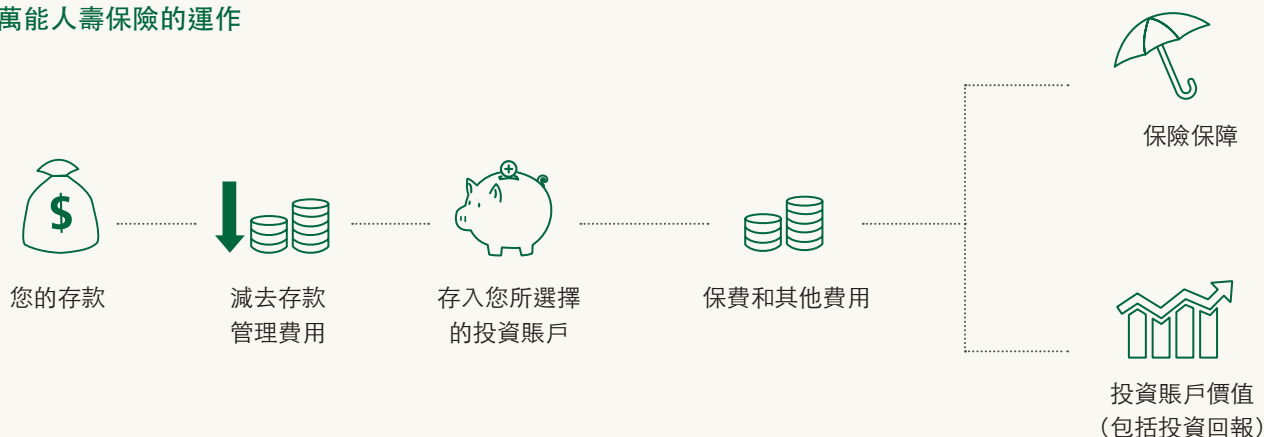 萬能人壽保險的運作
保險保障
$
您的存款
減去存款
管理費用
存入您所選擇
的投資賬戶
保費和其他費用
投資賬戶價值
（包括投資回報）